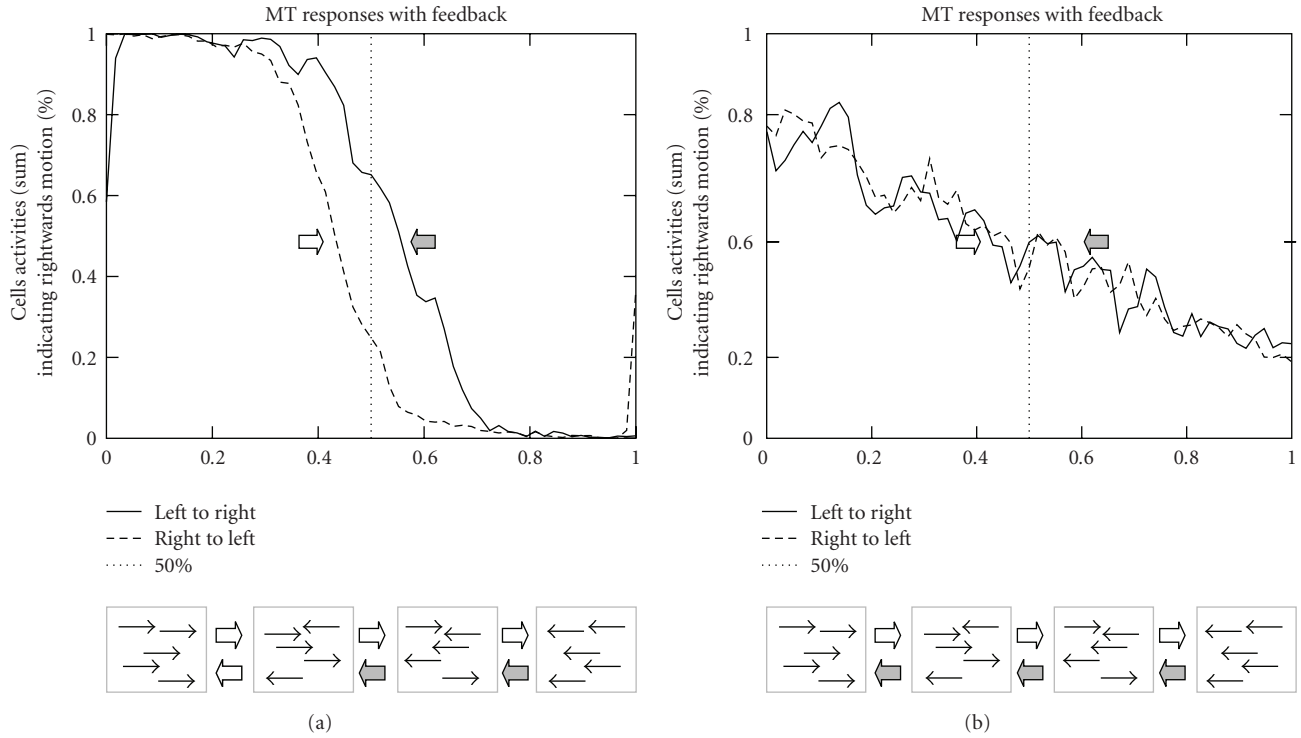 MT responses with feedback
Cells activities (sum)
indicating rightwards motion (%)
1
0.8
0.6
0.4
0.2
0
0
0.2
0.4
0.6
0.8
1
Left to right
Right to left
50%
(a)
MT responses with feedback
Cells activities (sum)
indicating rightwards motion (%)
1
0.8
0.6
0.2
0
0
0.2
0.4
0.6
0.8
1
Left to right
Right to left
50%
(b)